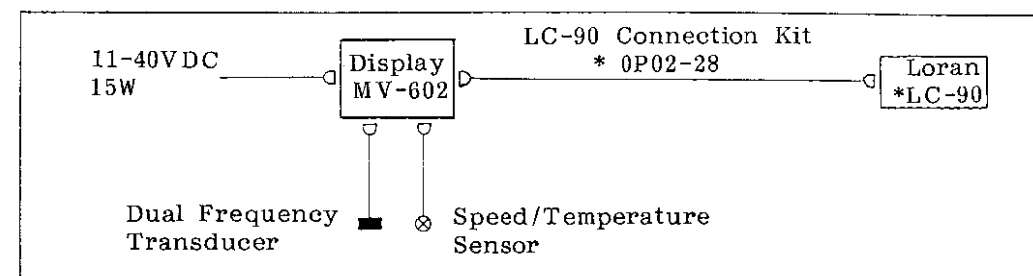 11-40VDC
15W
Display
MV-602
LC-90 Connection Kit
* 0P02-28
Loran
*LC-90
Dual Frequency
Transducer
Speed/Temperature
Sensor